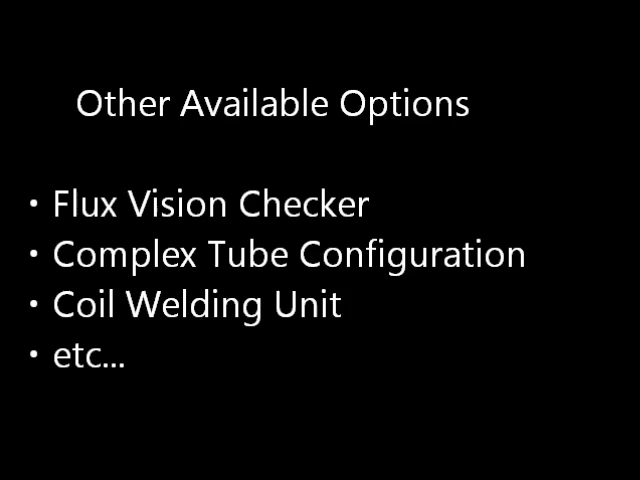 Other Available Options
• Flux Vision Checker
• Complex Tube Configuration
• Coil Welding Unit
• etc...